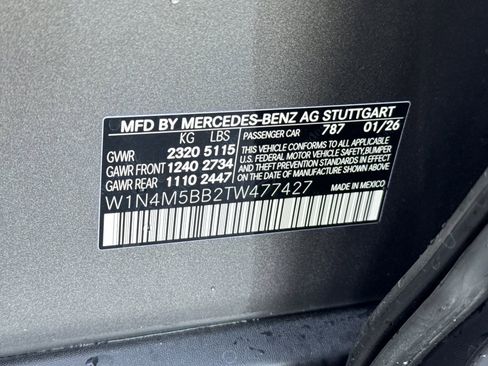 MFD BY MERCEDES-BENZ AG STUTTGART
KG LBS PASSENGER CAR 787 01/26
GVWR 2320 5115
GAWR FRONT 1240 2734
GAWR REAR 1110 2447
THIS VEHICLE CONFORMS TO ALL APPLICABLE
U.S. FEDERAL MOTOR VEHICLE SAFETY,BUMPER
AND THEFT PREVENTION STANDARDS IN EFFECT
ON THE DATE OF MANUFACTURE SHOWN ABOVE.
W1N4M5BB2TW477427 MADE IN MEXICO